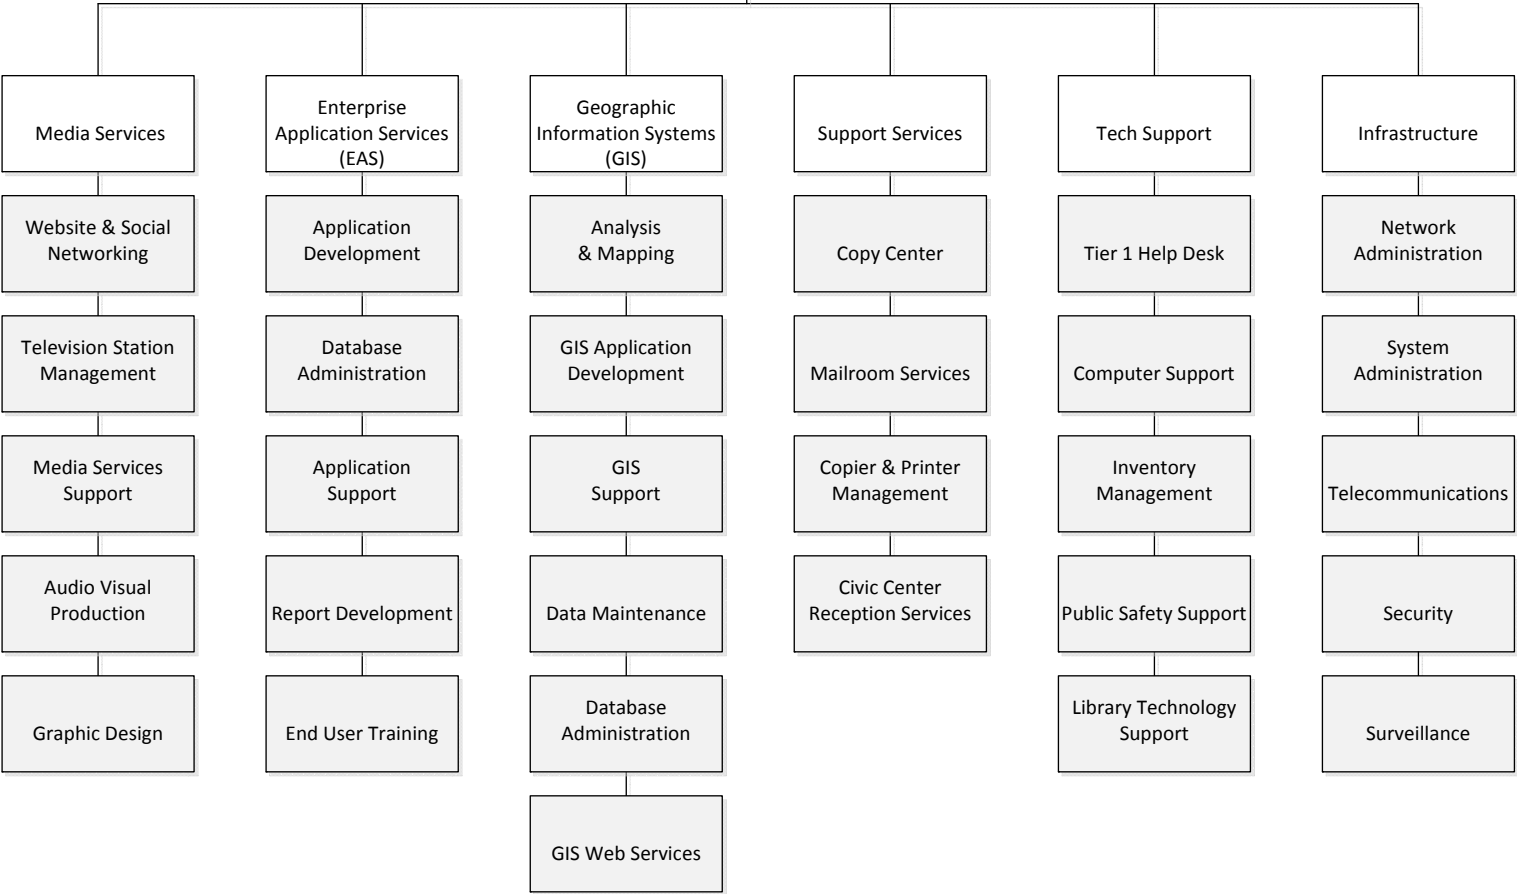 Media Services
Enterprise
Application Services
(EAS)
Geographic
Information Systems
(GIS)
Support Services
Tech Support
Infrastructure
Website & Social
Networking
Application
Development
Analysis
& Mapping
Copy Center
Tier 1 Help Desk
Network
Administration
Television Station
Management
Database
Administration
GIS Application
Development
Mailroom Services
Computer Support
System
Administration
Media Services
Support
Application
Support
GIS
Support
Copier & Printer
Management
Inventory
Management
Telecommunications
Audio Visual
Production
Report Development
Data Maintenance
Civic Center
Reception Services
Public Safety Support
Security
Graphic Design
End User Training
Database
Administration
Library Technology
Support
Surveillance
GIS Web Services